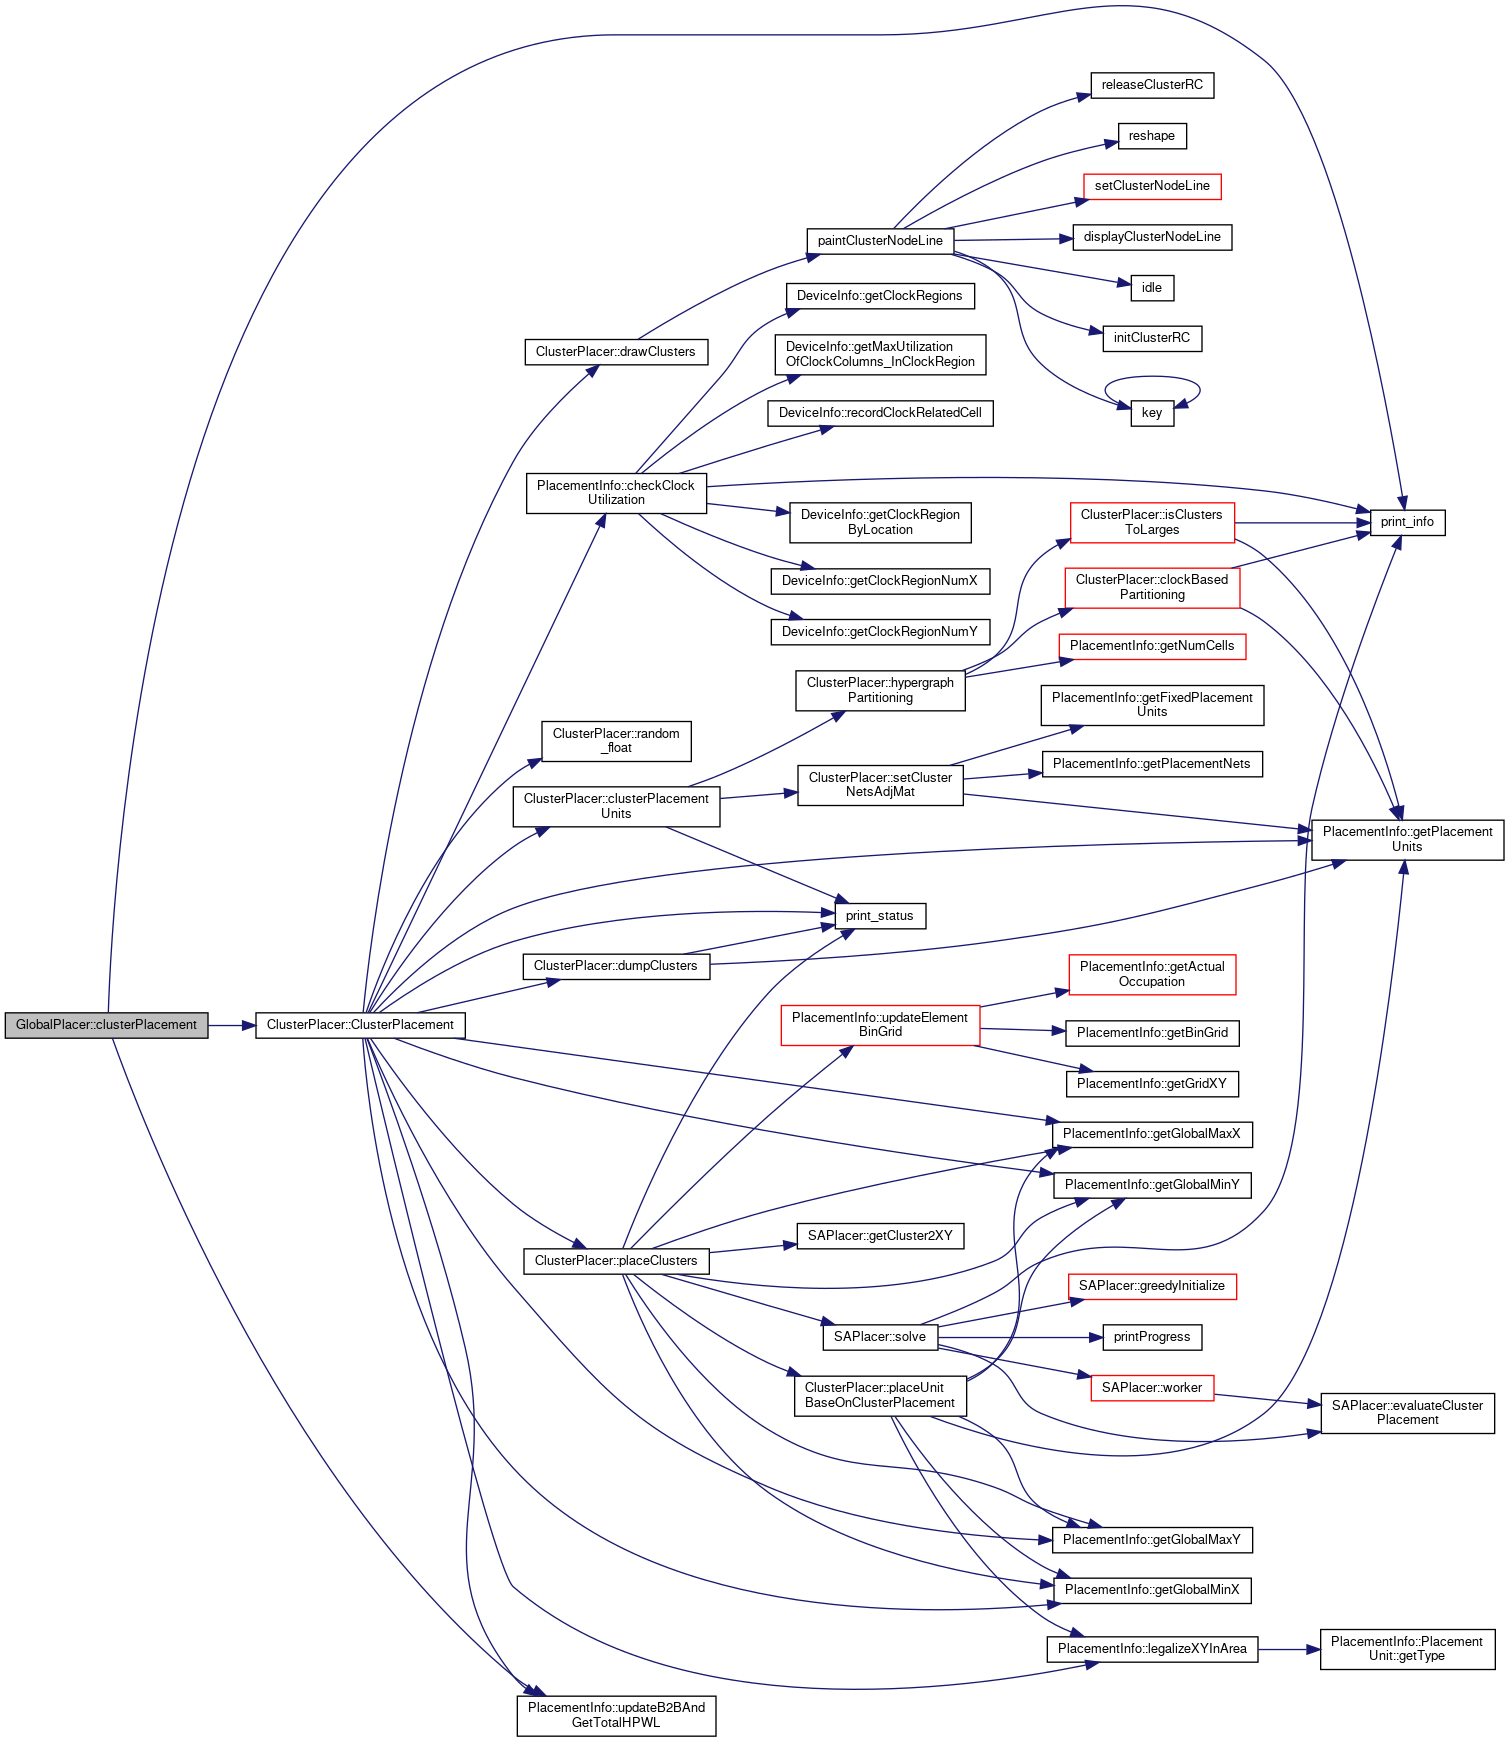 releaseClusterRC
reshape
setClusterNodeLine
paintClusterNodeLine
displayClusterNodeLine
idle
DeviceInfo::getClockRegions
initClusterRC
ClusterPlacer::drawClusters
DeviceInfo::getMaxUtilization
OfClockColumns_InClockRegion
key
DeviceInfo::recordClockRelatedCell
PlacementInfo::checkClock
Utilization
DeviceInfo::getClockRegion
ByLocation
ClusterPlacer::isClusters
ToLarges
print_info
DeviceInfo::getClockRegionNumX
ClusterPlacer::clockBased
Partitioning
DeviceInfo::getClockRegionNumY
PlacementInfo::getNumCells
ClusterPlacer::hypergraph
Partitioning
PlacementInfo::getFixedPlacement
Units
ClusterPlacer::random
_float
PlacementInfo::getPlacementNets
ClusterPlacer::setCluster
NetsAdjMat
ClusterPlacer::clusterPlacement
Units
PlacementInfo::getPlacement
Units
print_status
ClusterPlacer::dumpClusters
PlacementInfo::getActual
Occupation
GlobalPlacer::clusterPlacement
ClusterPlacer::ClusterPlacement
PlacementInfo::updateElement
BinGrid
PlacementInfo::getBinGrid
PlacementInfo::getGridXY
PlacementInfo::getGlobalMaxX
PlacementInfo::getGlobalMinY
SAPlacer::getCluster2XY
ClusterPlacer::placeClusters
SAPlacer::greedyInitialize
SAPlacer::solve
printProgress
SAPlacer::worker
ClusterPlacer::placeUnit
BaseOnClusterPlacement
SAPlacer::evaluateCluster
Placement
PlacementInfo::getGlobalMaxY
PlacementInfo::getGlobalMinX
PlacementInfo::legalizeXYInArea
PlacementInfo::Placement
Unit::getType
PlacementInfo::updateB2BAnd
GetTotalHPWL